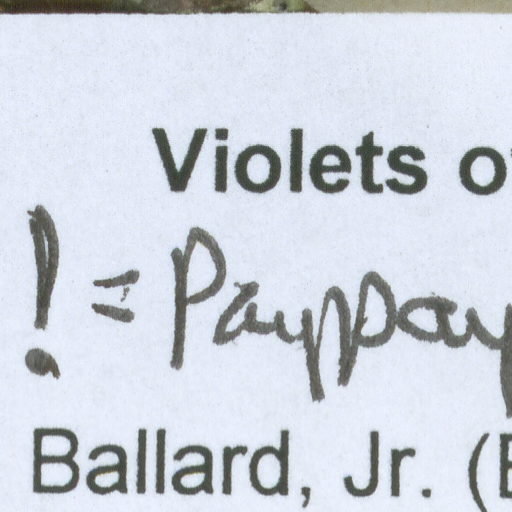 Violets o
! = Paypay
Ballard, Jr. (